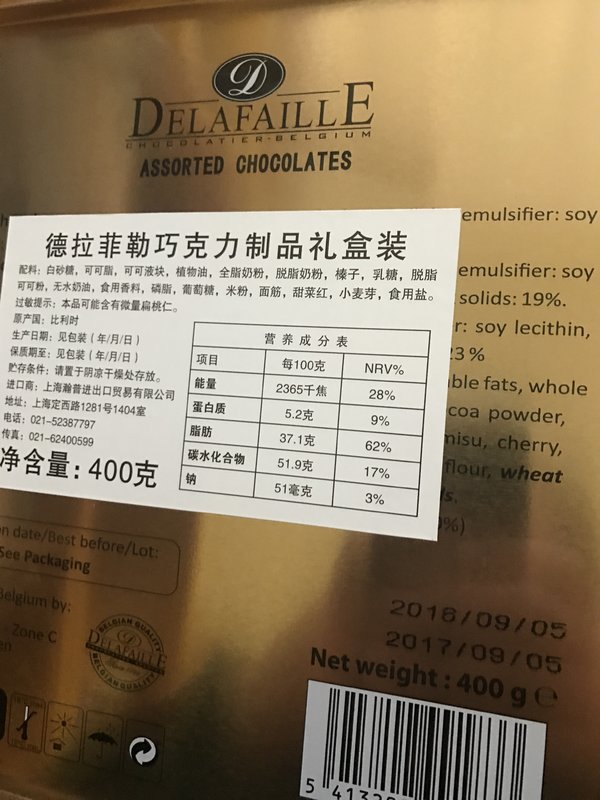 D
DELAFAILLE
CHOCOLATIER-BELGIUM
ASSORTED CHOCOLATES
emulsifier: soy
emulsifier: soy
solids: 19%.
r: soy lecithin,
23%
ble fats, whole
coa powder,
misu, cherry,
flour, wheat
s.
9%)
德拉菲勒巧克力制品礼盒装
配料：白砂糖，可可脂，可可液块，植物油，全脂奶粉，脱脂奶粉，榛子，乳糖，脱脂
可可粉，无水奶油，食用香料，磷脂，葡萄糖，米粉，面筋，甜菜红，小麦芽，食用盐。
过敏提示：本品可能含有微量扁桃仁。
原产国：比利时
生产日期：见包装（年/月/日）
保质期至：见包装（年/月/日）
贮存条件：请置于阴凉干燥处存放。
进口商：上海瀚普进出口贸易有限公司
地址：上海定西路1281号1404室
电话：021-52387797
传真：021-62400599
净含量：400克
营养成分表
项目 每100克 NRV%
能量 2365千焦 28%
蛋白质 5.2克 9%
脂肪 37.1克 62%
碳水化合物 51.9克 17%
钠 51毫克 3%
n date/Best before/Lot:
See Packaging
Belgium by:
Zone C
en
BELGIAN QUALITY
DELAFAILLE
BELGIAN QUALITY
2016/09/05
2017/09/05
Net weight : 400 g e